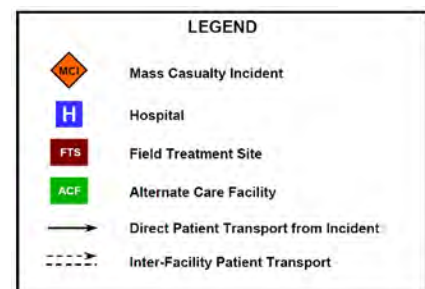 LEGEND
MCI Mass Casualty Incident
H Hospital
FTS Field Treatment Site
ACF Alternate Care Facility
Direct Patient Transport from Incident
Inter-Facility Patient Transport